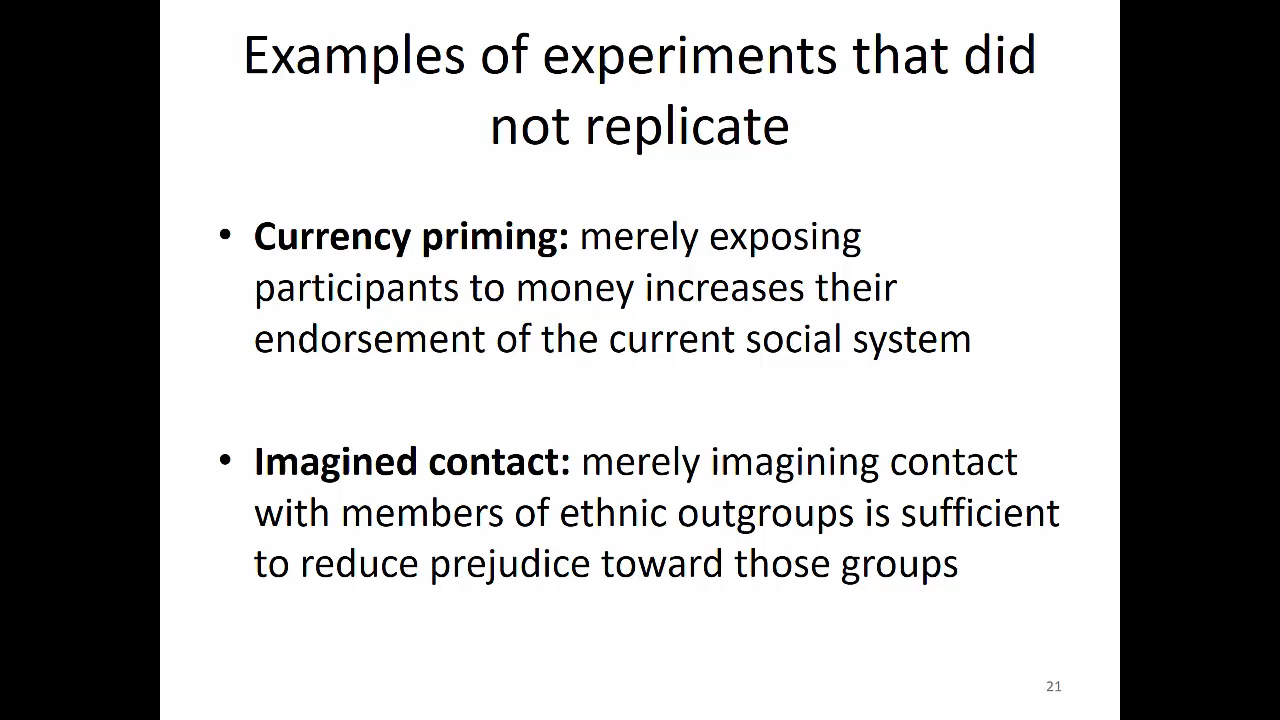 Examples of experiments that did
not replicate
• Currency priming: merely exposing
participants to money increases their
endorsement of the current social system
• Imagined contact: merely imagining contact
with members of ethnic outgroups is sufficient
to reduce prejudice toward those groups
21